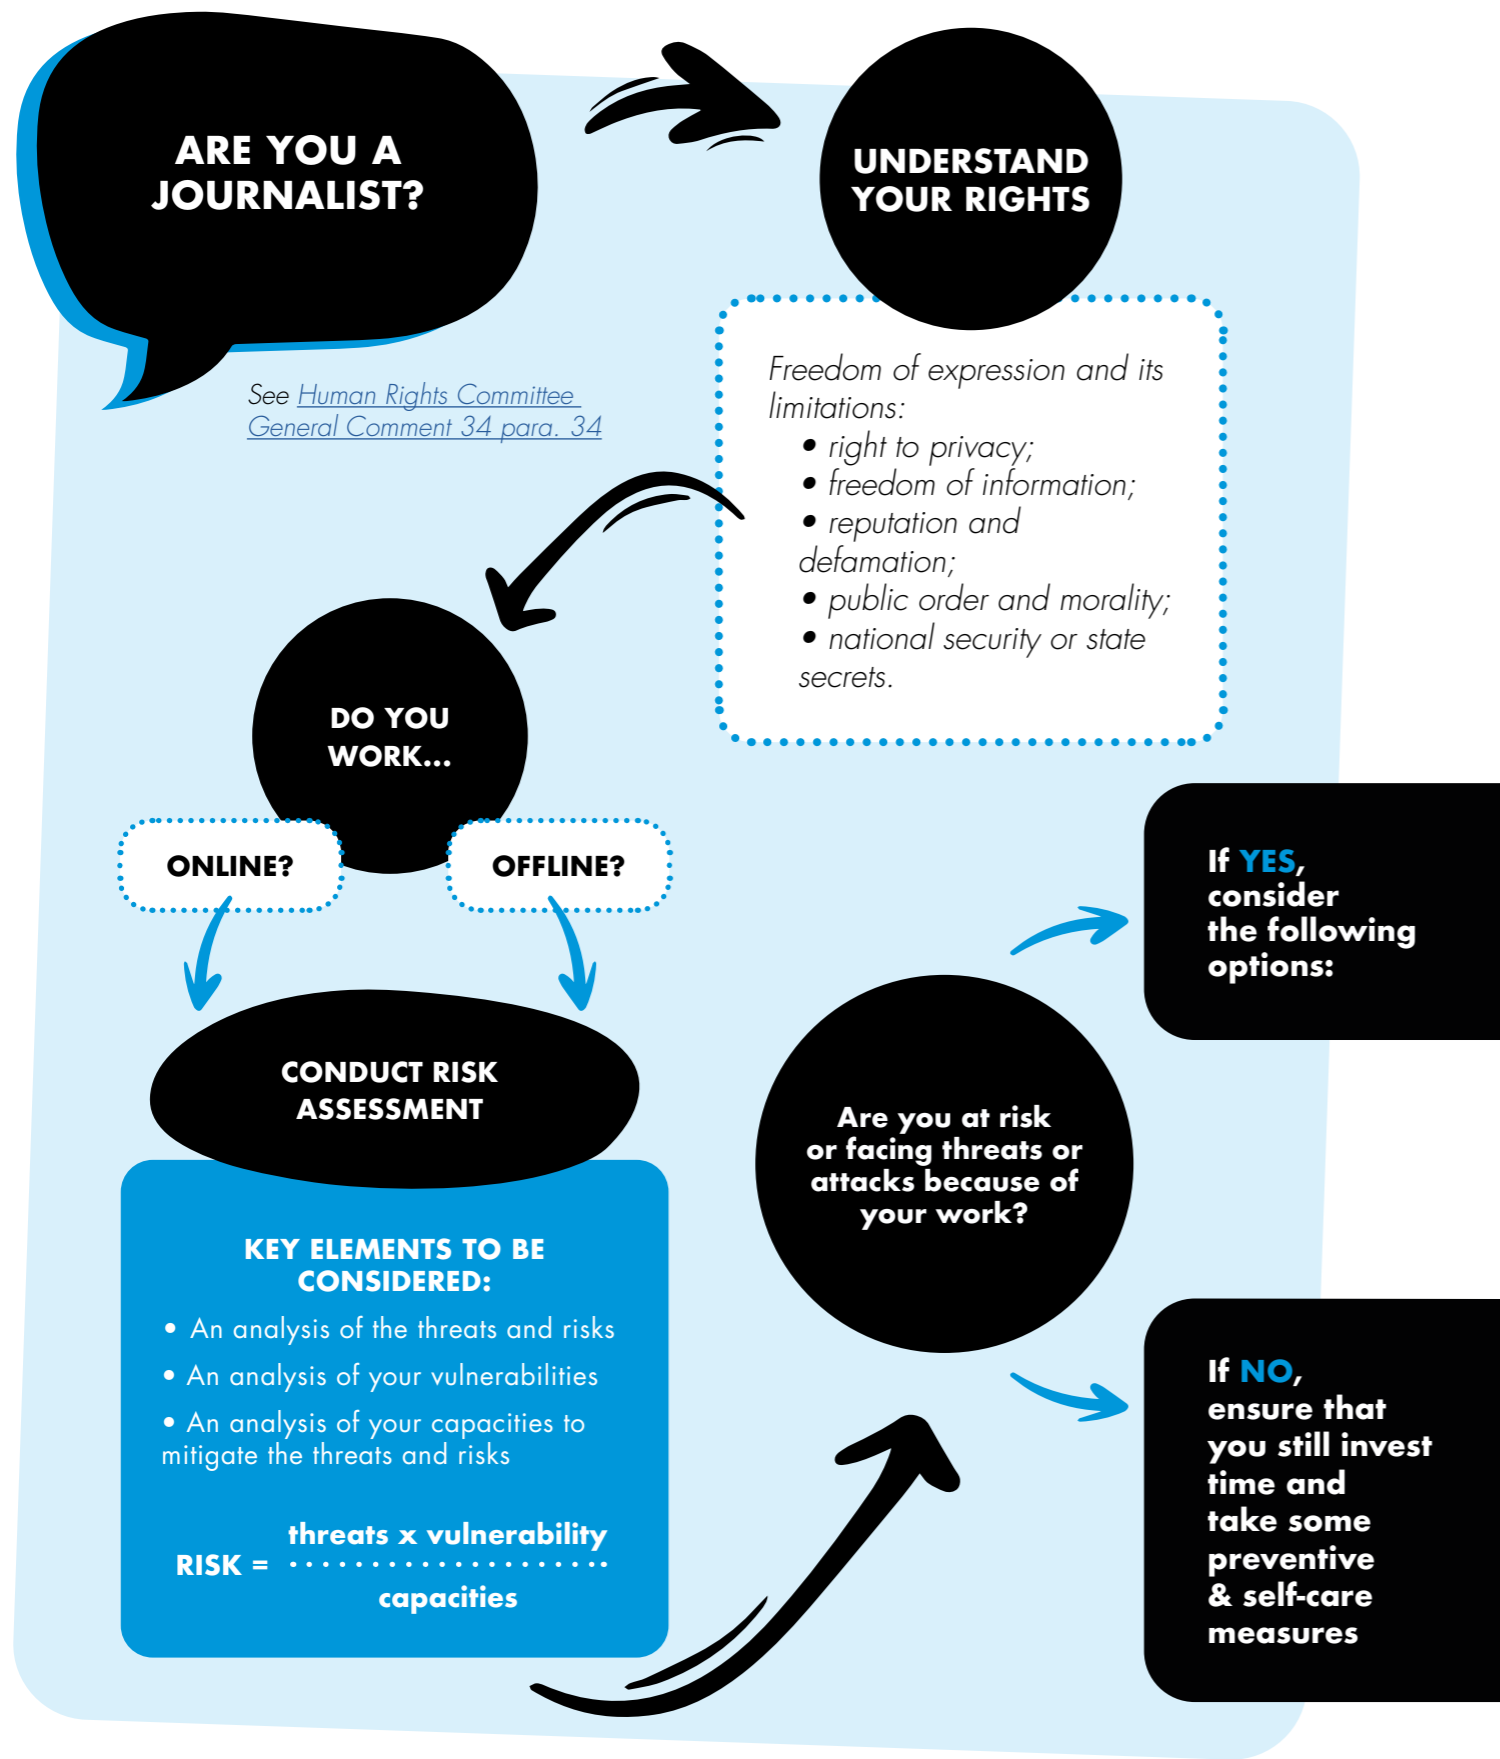 ARE YOU A
JOURNALIST?
UNDERSTAND
YOUR RIGHTS
See Human Rights Committee
General Comment 34 para. 34
Freedom of expression and its
limitations:
• right to privacy;
• freedom of information;
• reputation and
defamation;
• public order and morality;
• national security or state
secrets.
DO YOU
WORK...
ONLINE?
OFFLINE?
CONDUCT RISK
ASSESSMENT
KEY ELEMENTS TO BE
CONSIDERED:
• An analysis of the threats and risks
• An analysis of your vulnerabilities
• An analysis of your capacities to
mitigate the threats and risks
threats x vulnerability
RISK =
capacities
Are you at risk
or facing threats or
attacks because of
your work?
If YES,
consider
the following
options:
If NO,
ensure that
you still invest
time and
take some
preventive
& self-care
measures